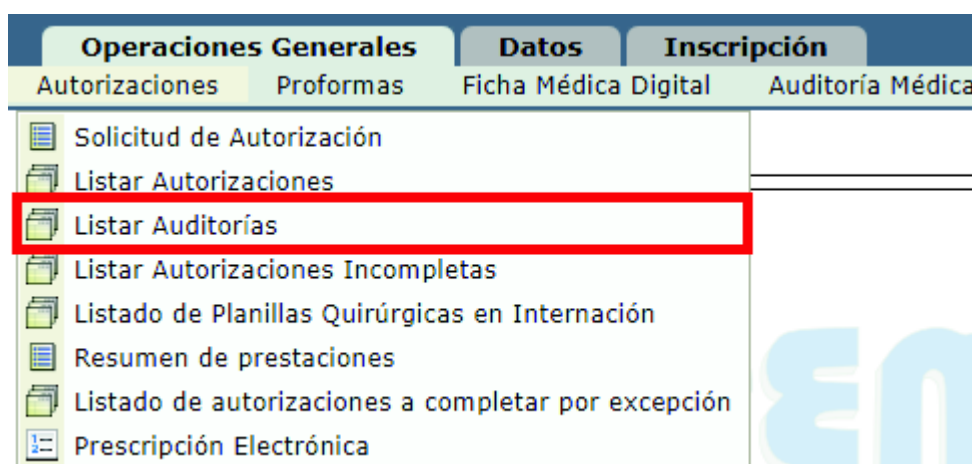 Operaciones Generales Datos Inscripción
Autorizaciones Proformas Ficha Médica Digital Auditoría Médica
Solicitud de Autorización
Listar Autorizaciones
Listar Auditorías
Listar Autorizaciones Incompletas
Listado de Planillas Quirúrgicas en Internación
Resumen de prestaciones
Listado de autorizaciones a completar por excepción
Prescripción Electrónica